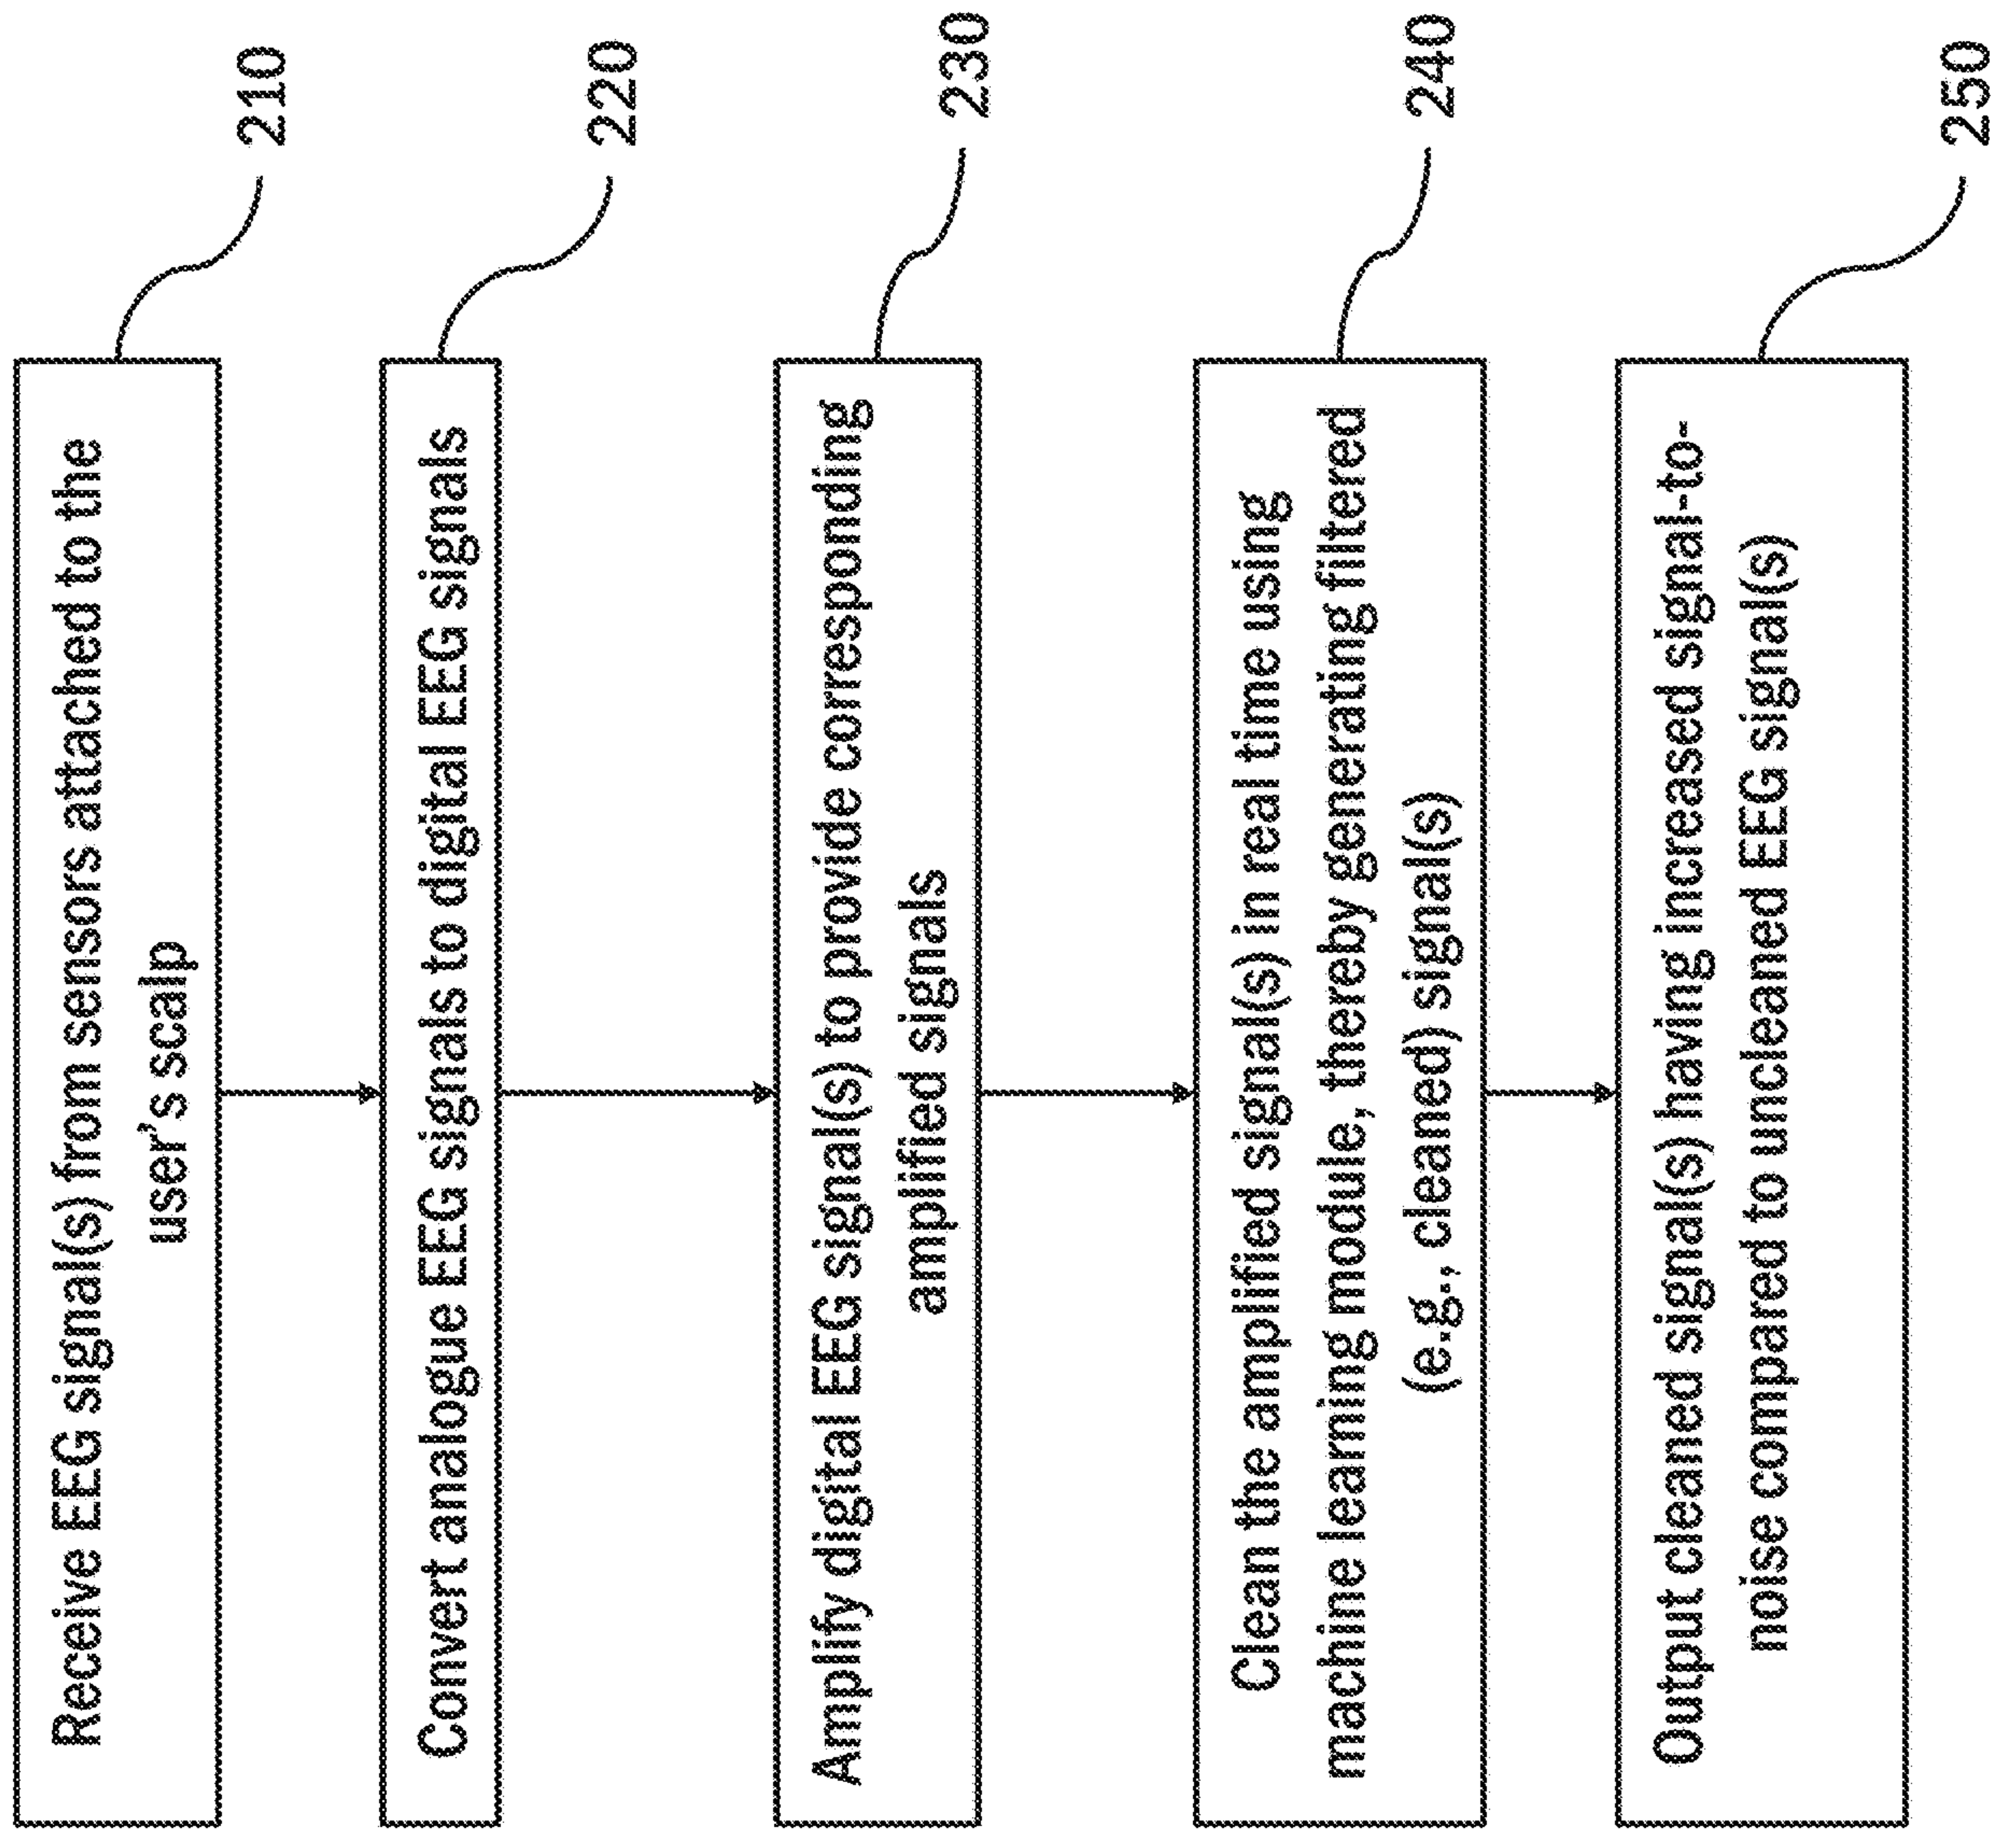 Receive EEG signal(s) from sensors attached to the
user's scalp
210
Convert analogue EEG signals to digital EEG signals
220
Amplify digital EEG signal(s) to provide corresponding
amplified signals
230
Clean the amplified signal(s) in real time using
machine learning module, thereby generating filtered
(e.g., cleaned) signal(s)
240
Output cleaned signal(s) having increased signal-to-
noise compared to uncleaned EEG signal(s)
250